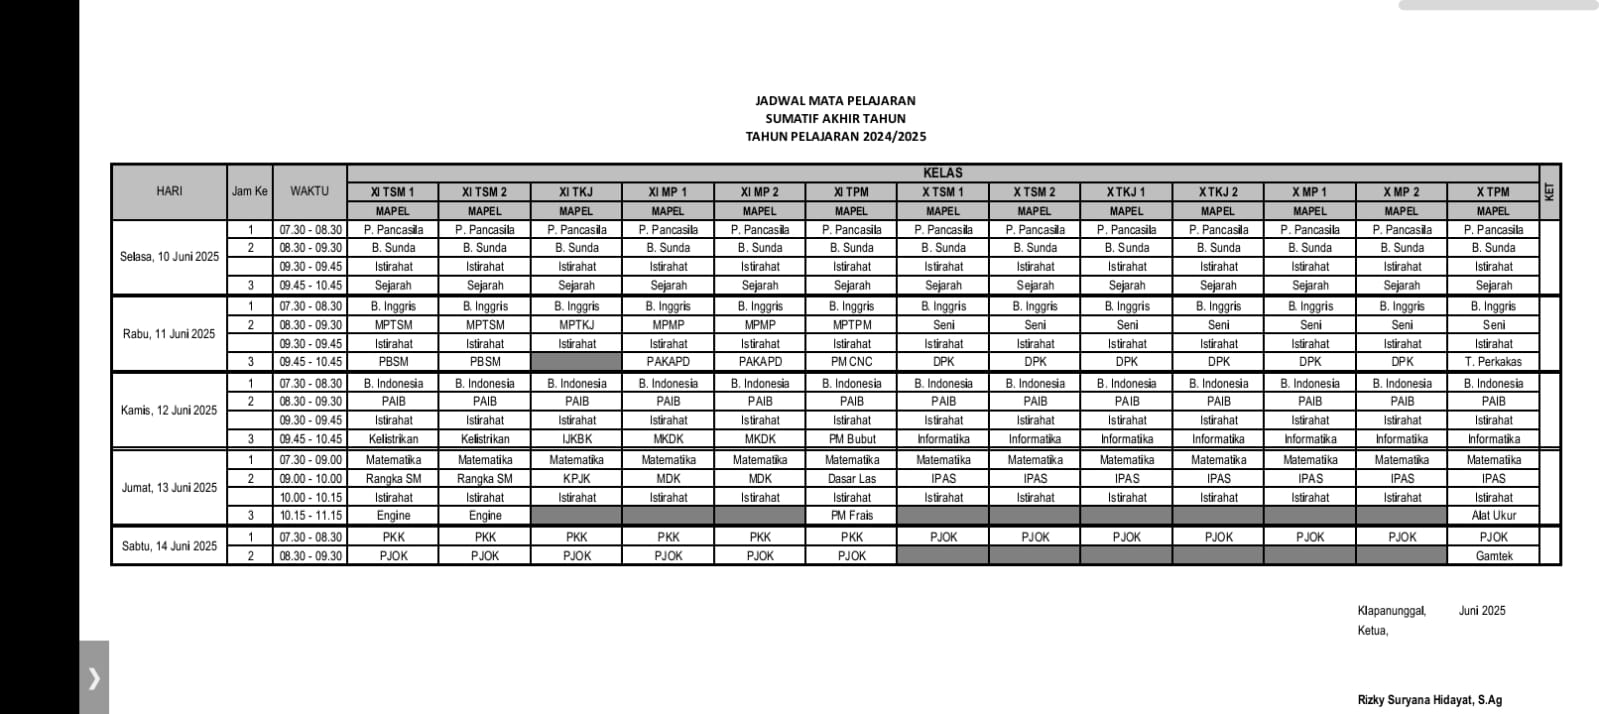 JADWAL MATA PELAJARAN
SUMATIF AKHIR TAHUN
TAHUN PELAJARAN 2024/2025
HARI Jam Ke WAKTU KELAS KET
XI TSM 1 XI TSM 2 XI TKJ XI MP 1 XI MP 2 XI TPM X TSM 1 X TSM 2 X TKJ 1 X TKJ 2 X MP 1 X MP 2 X TPM
MAPEL MAPEL MAPEL MAPEL MAPEL MAPEL MAPEL MAPEL MAPEL MAPEL MAPEL MAPEL MAPEL
Selasa, 10 Juni 2025
1 07.30 - 08.30 P. Pancasila P. Pancasila P. Pancasila P. Pancasila P. Pancasila P. Pancasila P. Pancasila P. Pancasila P. Pancasila P. Pancasila P. Pancasila P. Pancasila P. Pancasila
2 08.30 - 09.30 B. Sunda B. Sunda B. Sunda B. Sunda B. Sunda B. Sunda B. Sunda B. Sunda B. Sunda B. Sunda B. Sunda B. Sunda B. Sunda
09.30 - 09.45 Istirahat Istirahat Istirahat Istirahat Istirahat Istirahat Istirahat Istirahat Istirahat Istirahat Istirahat Istirahat Istirahat
3 09.45 - 10.45 Sejarah Sejarah Sejarah Sejarah Sejarah Sejarah Sejarah Sejarah Sejarah Sejarah Sejarah Sejarah Sejarah
Rabu, 11 Juni 2025
1 07.30 - 08.30 B. Inggris B. Inggris B. Inggris B. Inggris B. Inggris B. Inggris B. Inggris B. Inggris B. Inggris B. Inggris B. Inggris B. Inggris B. Inggris
2 08.30 - 09.30 MPTSM MPTSM MPTKJ MPMP MPMP MPTPM Seni Seni Seni Seni Seni Seni Seni
09.30 - 09.45 Istirahat Istirahat Istirahat Istirahat Istirahat Istirahat Istirahat Istirahat Istirahat Istirahat Istirahat Istirahat Istirahat
3 09.45 - 10.45 PBSM PBSM PAKAPD PAKAPD PM CNC DPK DPK DPK DPK DPK DPK T. Perkakas
Kamis, 12 Juni 2025
1 07.30 - 08.30 B. Indonesia B. Indonesia B. Indonesia B. Indonesia B. Indonesia B. Indonesia B. Indonesia B. Indonesia B. Indonesia B. Indonesia B. Indonesia B. Indonesia B. Indonesia
2 08.30 - 09.30 PAIB PAIB PAIB PAIB PAIB PAIB PAIB PAIB PAIB PAIB PAIB PAIB PAIB
09.30 - 09.45 Istirahat Istirahat Istirahat Istirahat Istirahat Istirahat Istirahat Istirahat Istirahat Istirahat Istirahat Istirahat Istirahat
3 09.45 - 10.45 Kelistrikan Kelistrikan IJKBK MKDK MKDK PM Bubut Informatika Informatika Informatika Informatika Informatika Informatika Informatika
Jumat, 13 Juni 2025
1 07.30 - 09.00 Matematika Matematika Matematika Matematika Matematika Matematika Matematika Matematika Matematika Matematika Matematika Matematika Matematika
2 09.00 - 10.00 Rangka SM Rangka SM KPJK MDK MDK Dasar Las IPAS IPAS IPAS IPAS IPAS IPAS IPAS
10.00 - 10.15 Istirahat Istirahat Istirahat Istirahat Istirahat Istirahat Istirahat Istirahat Istirahat Istirahat Istirahat Istirahat Istirahat
3 10.15 - 11.15 Engine Engine PM Frais Alat Ukur
Sabtu, 14 Juni 2025
1 07.30 - 08.30 PKK PKK PKK PKK PKK PKK PJOK PJOK PJOK PJOK PJOK PJOK PJOK
2 08.30 - 09.30 PJOK PJOK PJOK PJOK PJOK PJOK Gamtek
Klapanunggal, Juni 2025
Ketua,
Rizky Suryana Hidayat, S.Ag